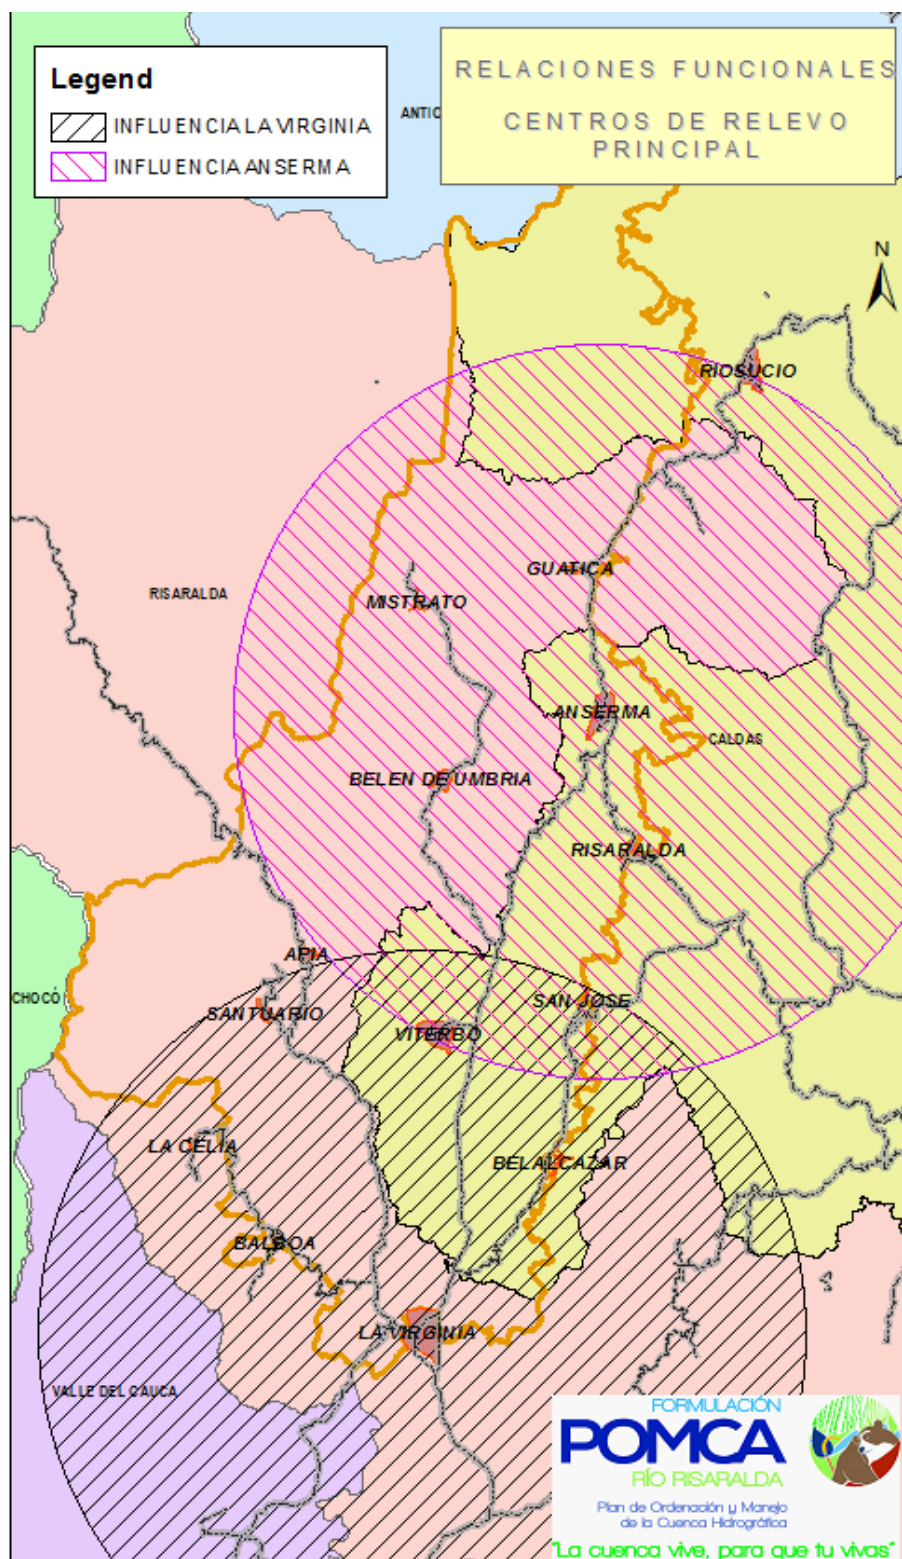 Legend
INFLUENCIA LA VIRGINIA
INFLUENCIA ANSERMA
RELACIONES FUNCIONALES
CENTROS DE RELEVO
PRINCIPAL
ANTIO
N
RIOSUCIO
GUATICA
RISARALDA
MISTRATO
ANSERMA
CALDAS
BELEN DE UMBRIA
RISARALDA
APIA
CHOCÓ
SANTUARIO
SAN JOSE
VITERBO
LA CELIA
BELALCAZAR
BALBOA
LA VIRGINIA
VALLE DEL CAUCA
FORMULACIÓN
POMCA
RÍO RISARALDA
Plan de Ordenación y Manejo
de la Cuenca Hidrográfica
"La cuenca vive, para que tu vivas"